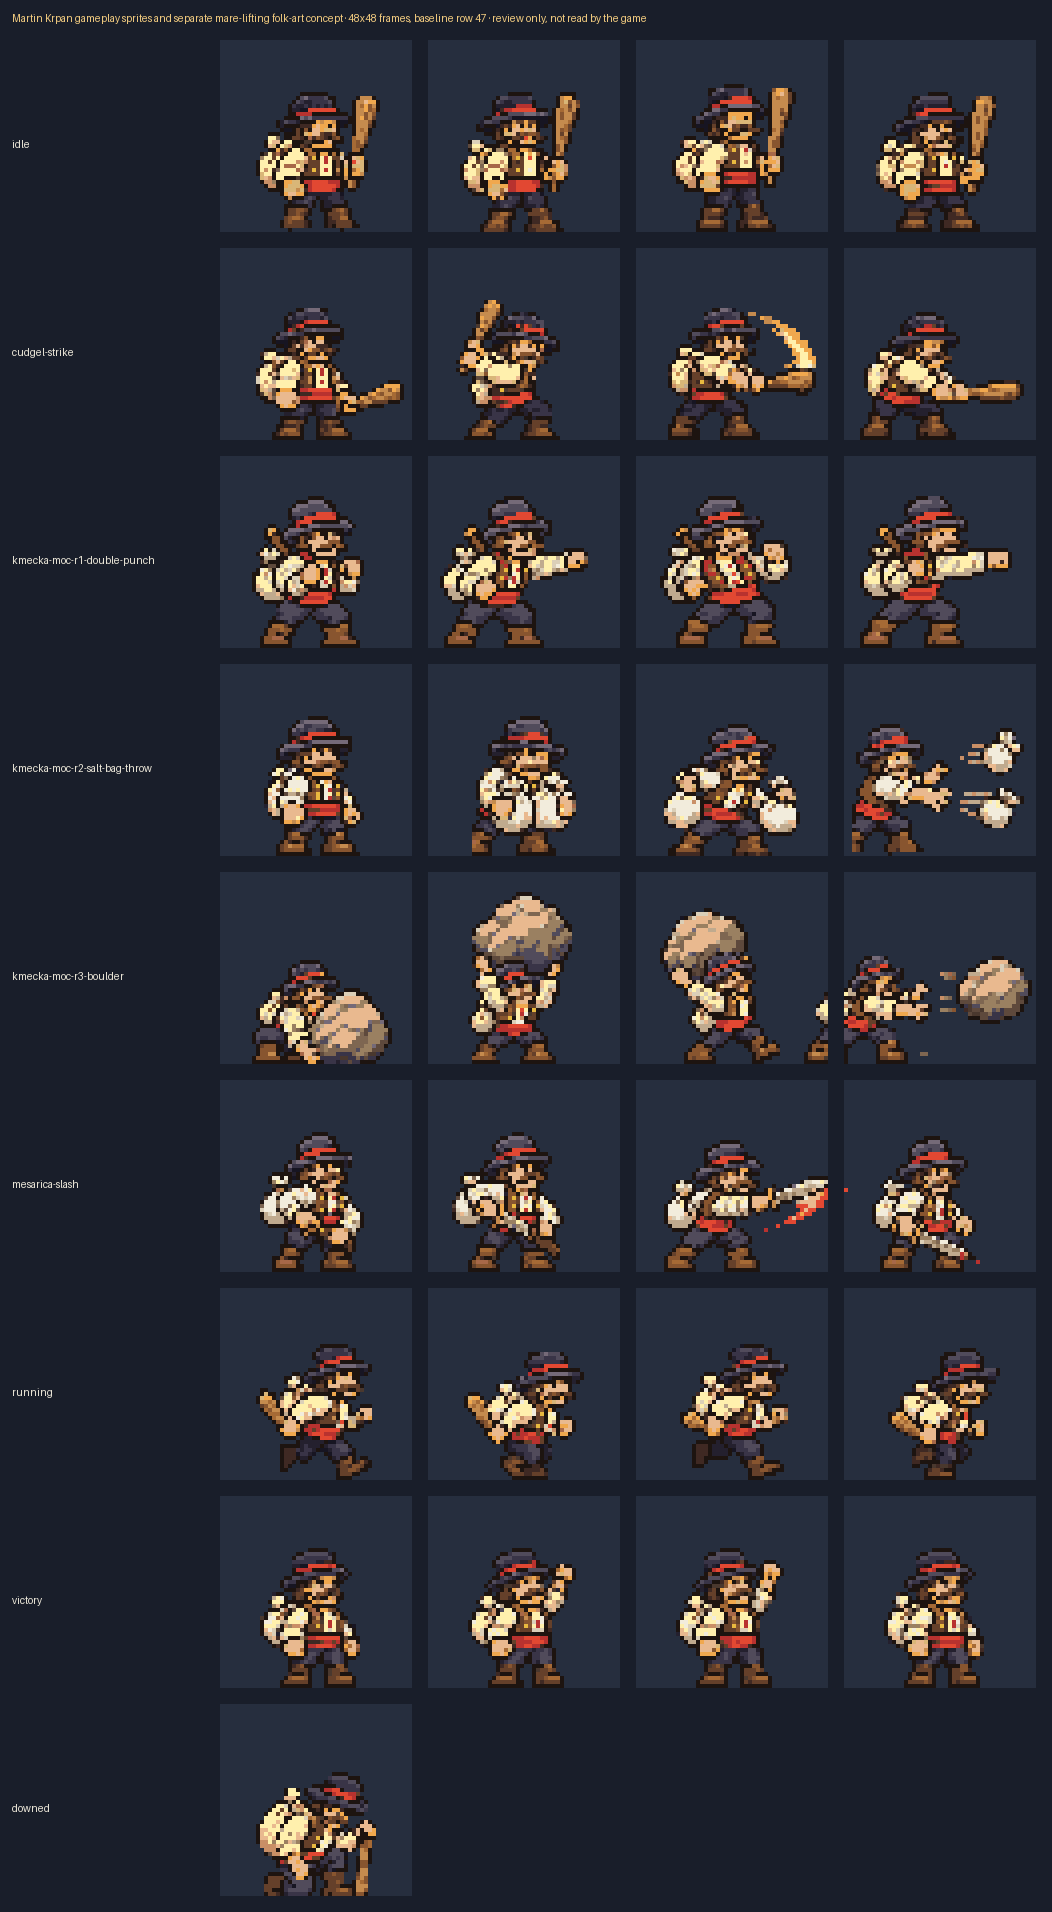 Martin Krpan gameplay sprites and separate mare-lifting folk-art concept · 48x48 frames, baseline row 47 · review only, not read by the game
idle
cudgel-strike
kmecka-moc-r1-double-punch
kmecka-moc-r2-salt-bag-throw
kmecka-moc-r3-boulder
mesarica-slash
running
victory
downed